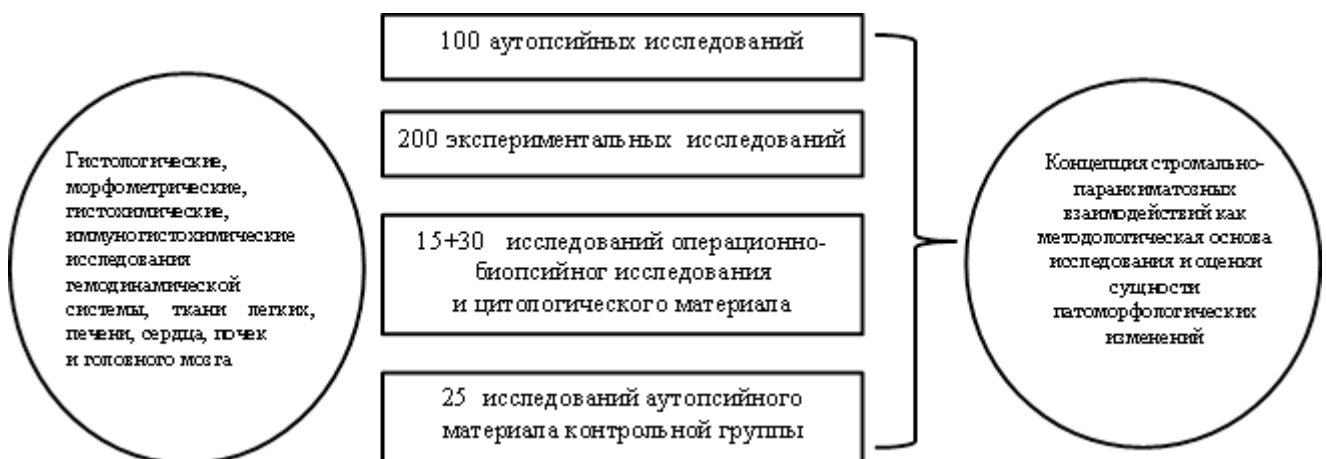 Гистологические,
морфометрические,
гистохимические,
иммуногистохимические
исследования
гемодинамической
системы, ткани легких,
печени, сердца, почек
и головного мозга
100 аутопсийных исследований
200 экспериментальных исследований
15+30 исследований операционно-
биопсийног исследования
и цитологического материала
25 исследований аутопсийного
материала контрольной группы
Концепция стромально-
паранхиматозных
взаимодействий как
методологическая основа
исследования и оценки
сущности
патоморфологических
изменений